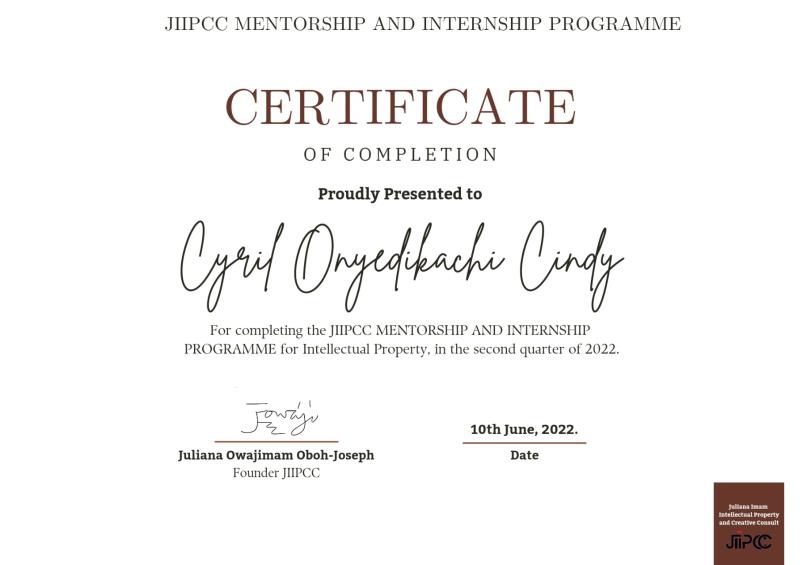 JIIPCC MENTORSHIP AND INTERNSHIP PROGRAMME
CERTIFICATE
OF COMPLETION
Proudly Presented to
Cyril Onyedikachi Cindy
For completing the JIIPCC MENTORSHIP AND INTERNSHIP
PROGRAMME for Intellectual Property, in the second quarter of 2022.
10th June, 2022.
Juliana Owajimam Oboh-Joseph
Date
Founder JIIPCC
Juliana Imam
Intellectual Property
and Creative Consult
JIIPCC